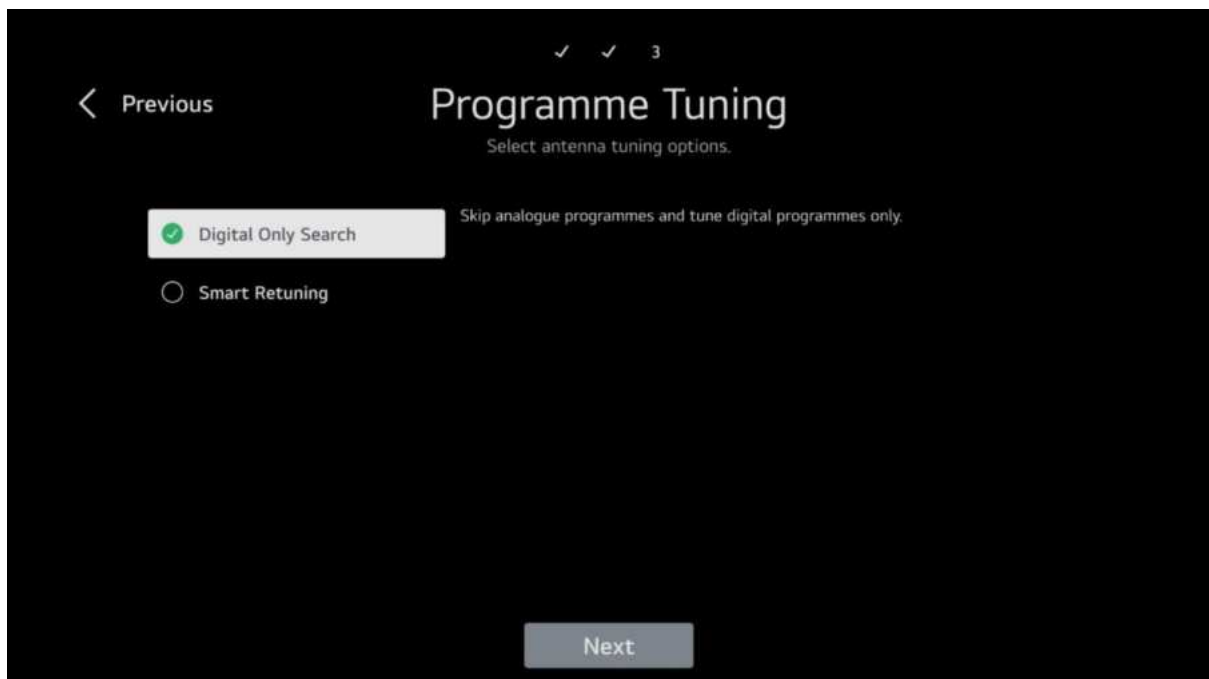 3
Previous
Programme Tuning
Select antenna tuning options.
Digital Only Search
Skip analogue programmes and tune digital programmes only.
Smart Retuning
Next